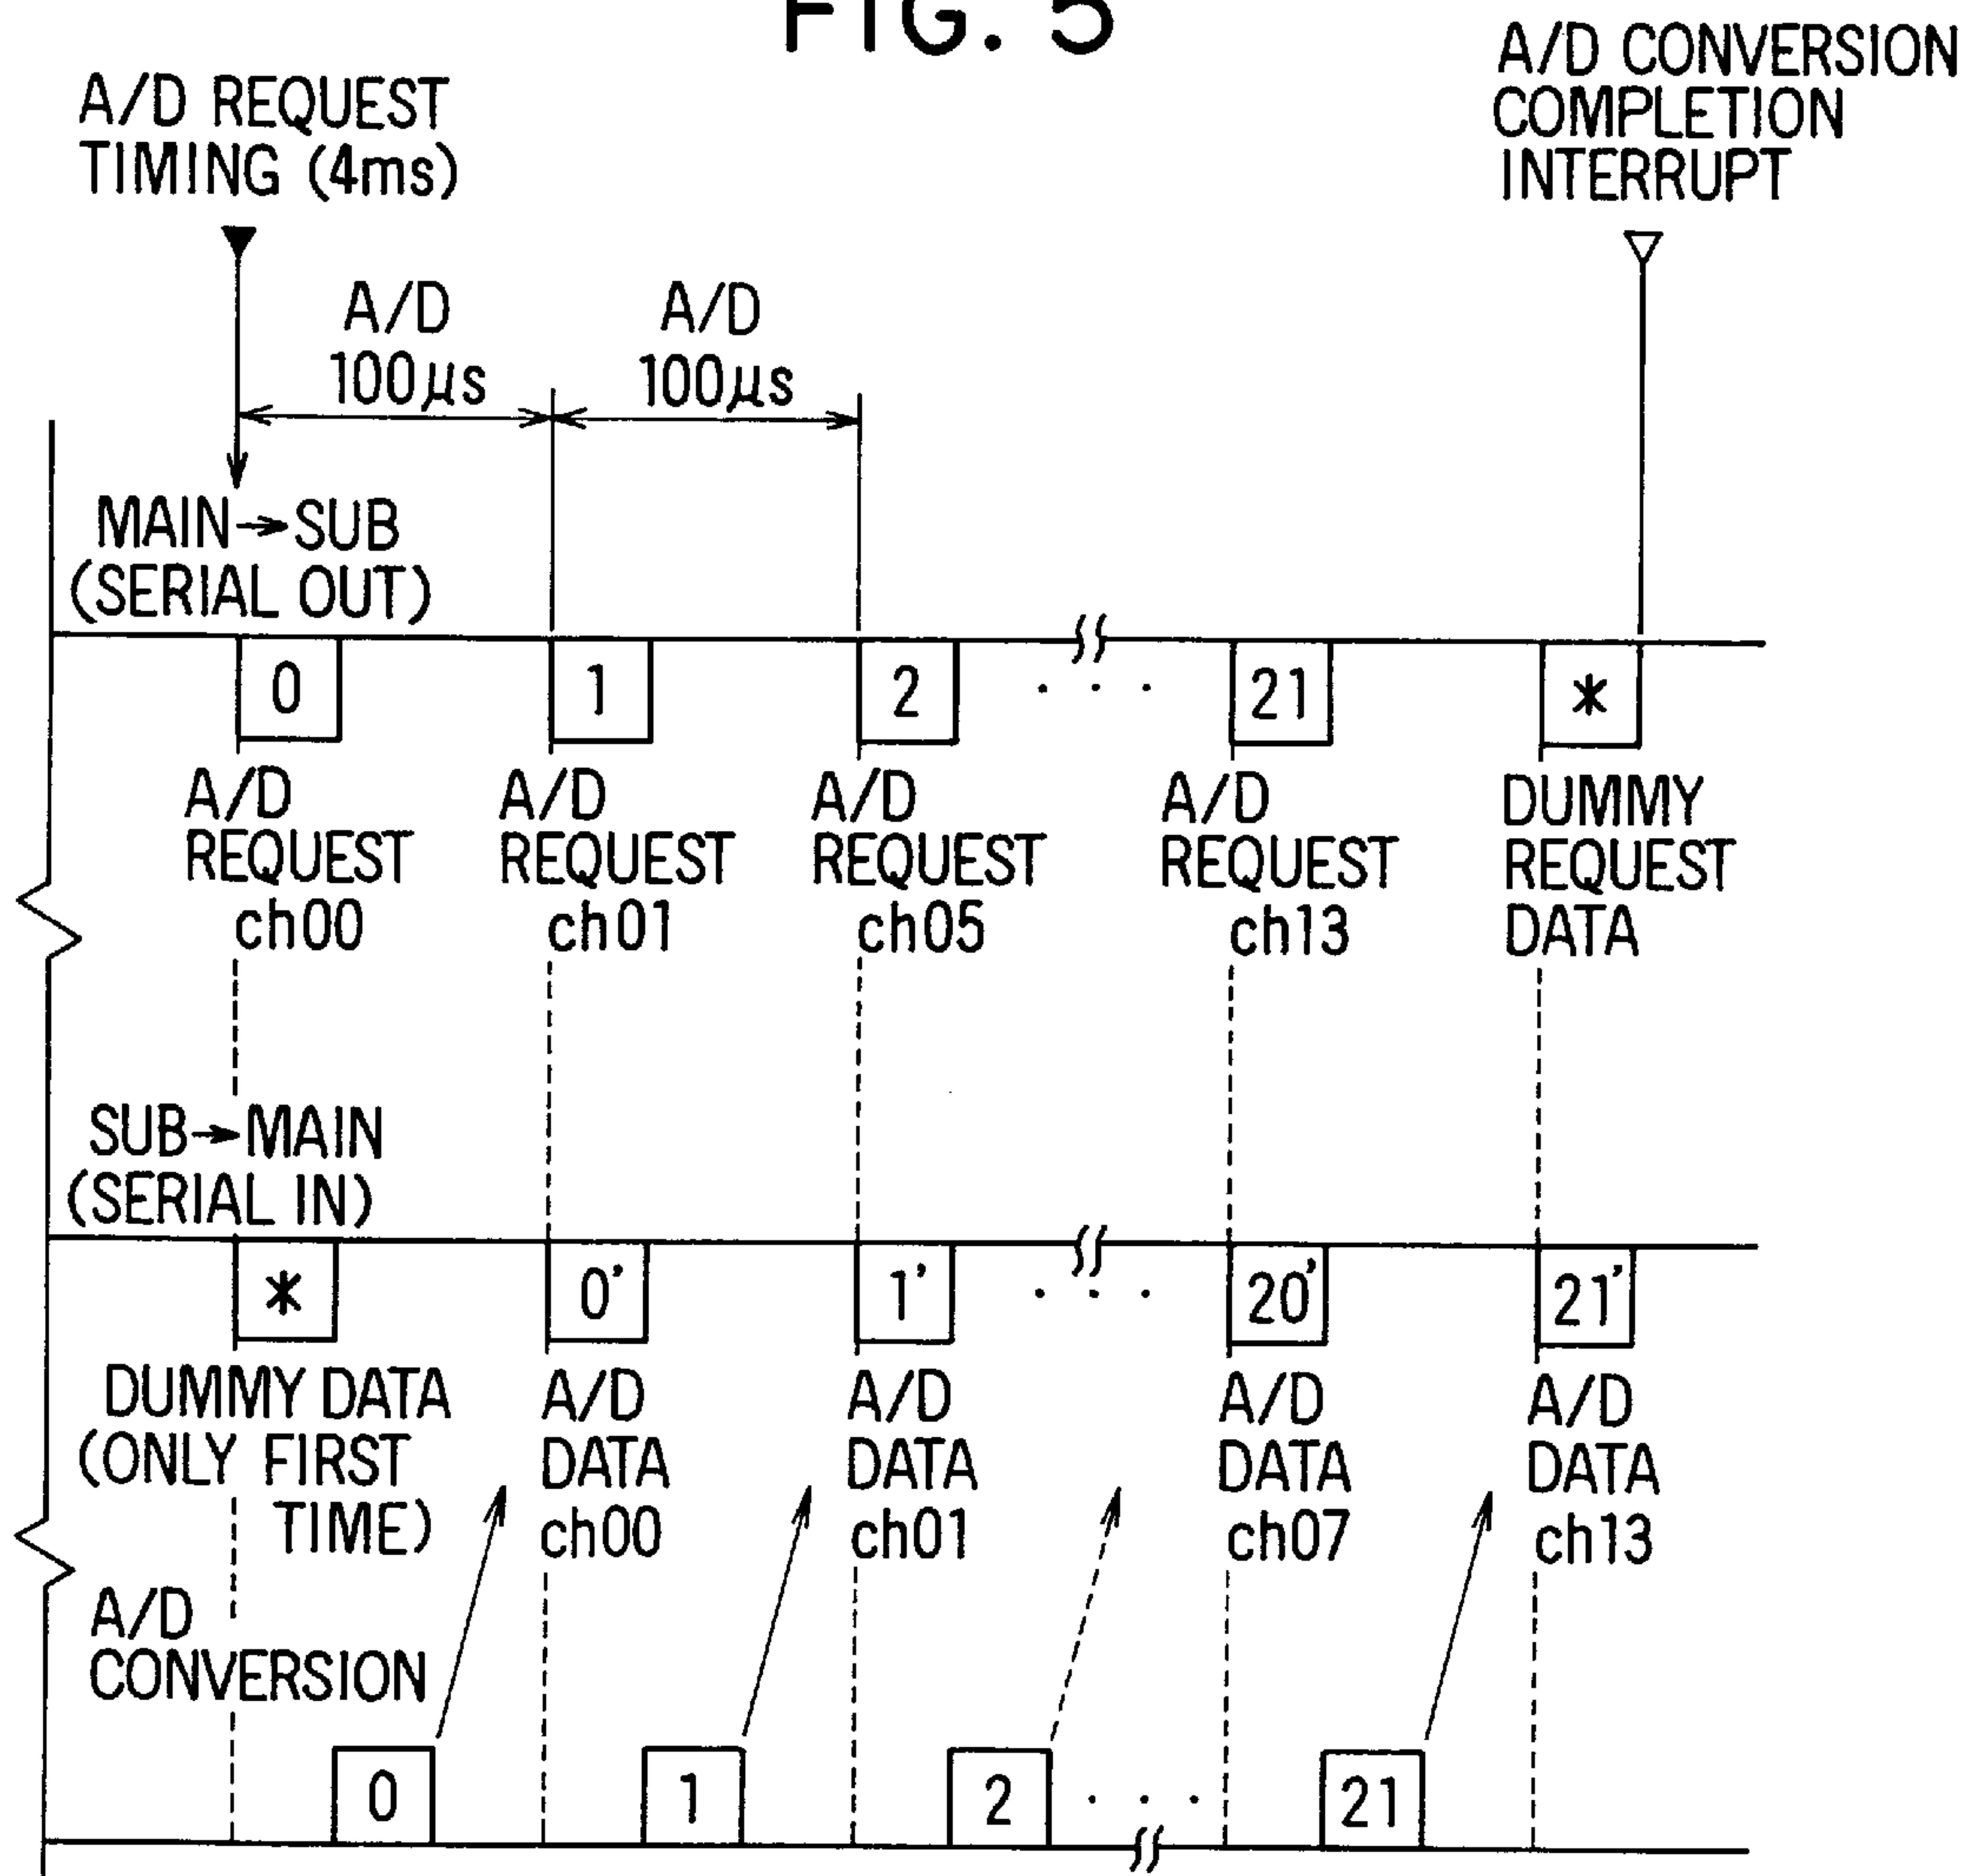 FIG. 5
A/D REQUEST
TIMING (4ms)
A/D CONVERSION
COMPLETION
INTERRUPT
A/D
100μs
A/D
100μs
MAIN→SUB
(SERIAL OUT)
0
1
2
. . .
21
*
A/D
REQUEST
ch00
A/D
REQUEST
ch01
A/D
REQUEST
ch05
A/D
REQUEST
ch13
DUMMY
REQUEST
DATA
SUB→MAIN
(SERIAL IN)
*
0'
1'
. . .
20'
21'
DUMMY DATA
(ONLY FIRST
TIME)
A/D
DATA
ch00
A/D
DATA
ch01
A/D
DATA
ch07
A/D
DATA
ch13
A/D
CONVERSION
0
1
2
. . .
21